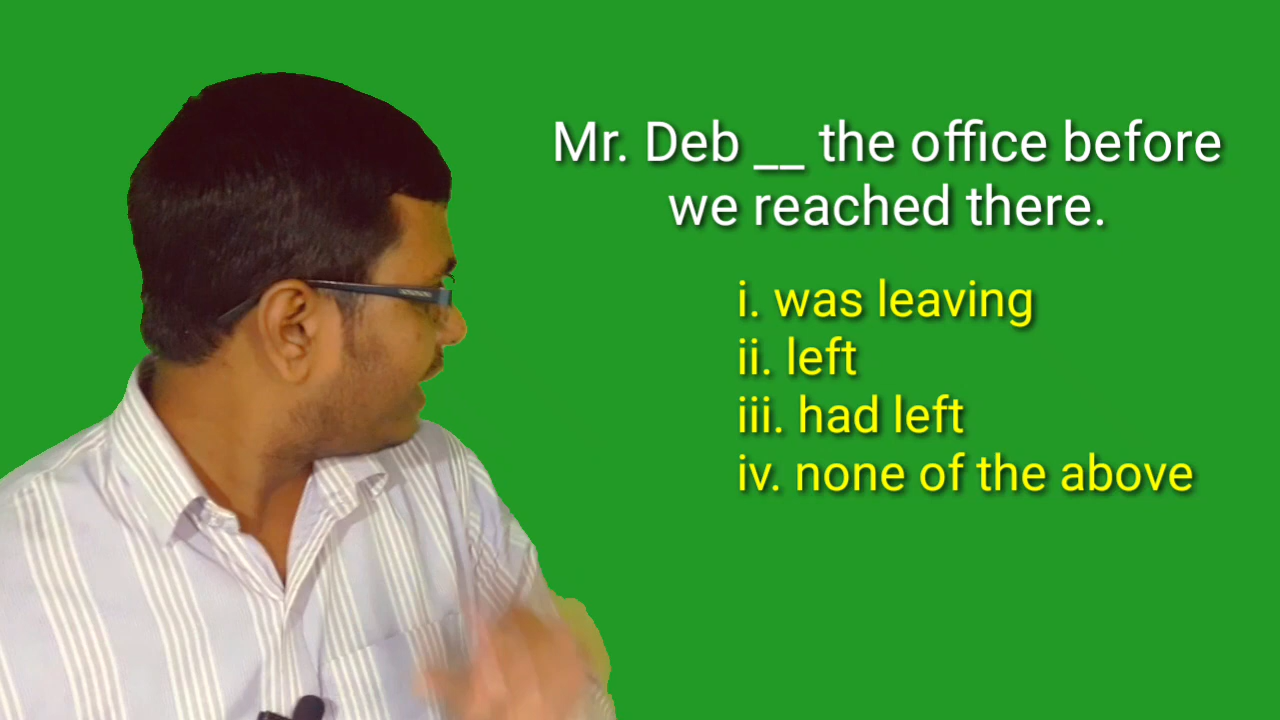 Mr. Deb __ the office before
we reached there.
i. was leaving
ii. left
iii. had left
iv. none of the above